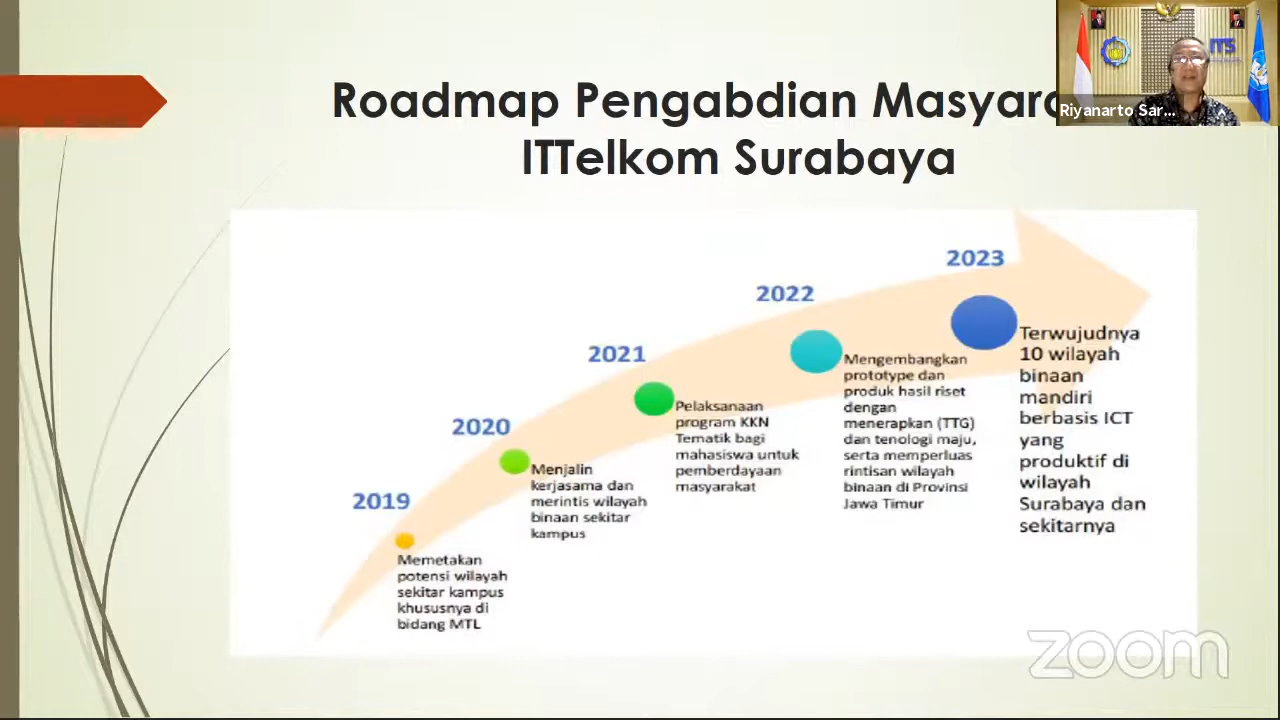 Roadmap Pengabdian
ITTelkom Surabaya
Riyanarto Sar...
ITS
2019
Memetakan
potensi wilayah
sekitar kampus
khususnya di
bidang MTL
2020
Menjalin
kerjasama dan
merintis wilayah
binaan sekitar
kampus
2021
Pelaksanaan
program KKN
Tematik bagi
mahasiswa untuk
pemberdayaan
masyarakat
2022
Mengembangkan
prototype dan
produk hasil riset
dengan
menerapkan (TTG)
dan tenologi maju,
serta memperluas
rintisan wilayah
binaan di Provinsi
Jawa Timur
2023
Terwujudnya
10 wilayah
binaan
mandiri
berbasis ICT
yang
produktif di
wilayah
Surabaya dan
sekitarnya
zoom